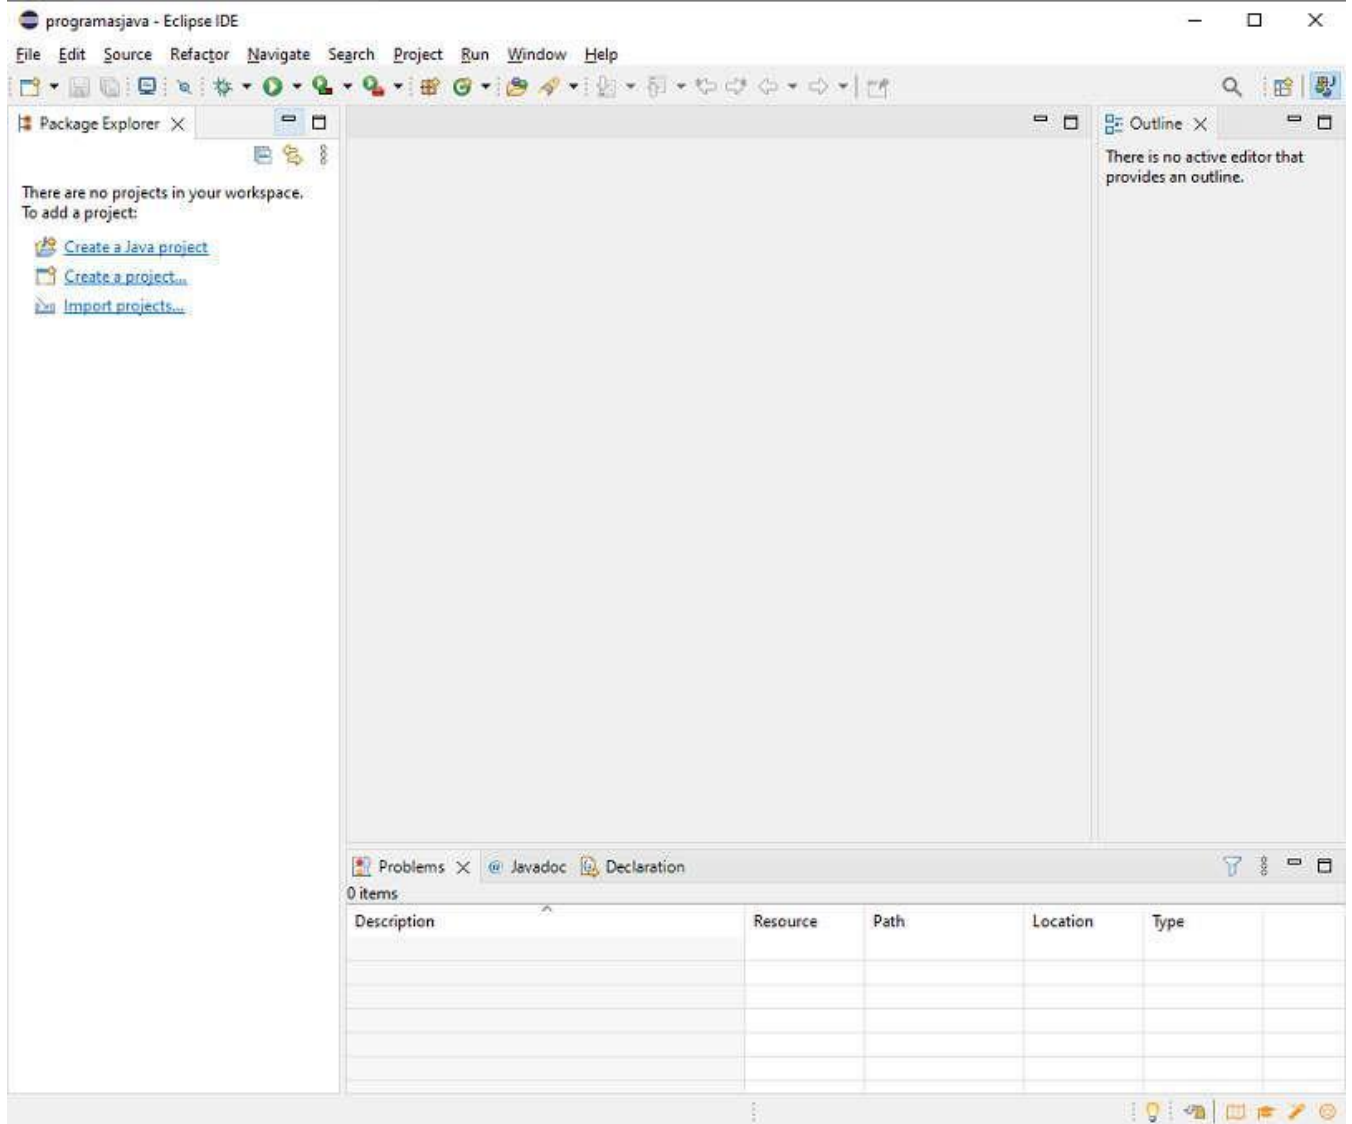 programasjava - Eclipse IDE
File Edit Source Refactor Navigate Search Project Run Window Help
Package Explorer
Outline
There are no projects in your workspace.
To add a project:
Create a Java project
Create a project...
Import projects...
There is no active editor that
provides an outline.
Problems @ Javadoc Declaration
0 items
Description Resource Path Location Type